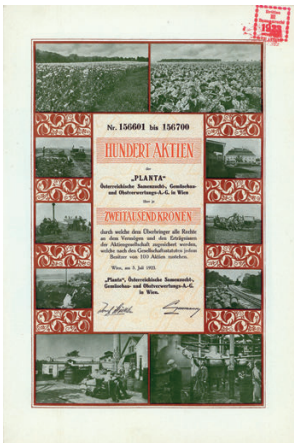 Nr. 156601 bis 156700
HUNDERT AKTIEN
der
„PLANTA"
Österreichische Samenzucht-, Gemüsebau-
und Obstverwertungs-A.-G. in Wien
über je
ZWEITAUSEND KRONEN
durch welche dem Überbringer alle Rechte
an dem Vermögen und den Erträgnissen
der Aktiengesellschaft zugesichert werden,
welche nach den Gesellschaftsstatuten jedem
Besitzer von 100 Aktien zustehen.
Wien, am 5. Juli 1923.
„Planta", Österreichische Samenzucht-,
Gemüsebau- und Obstverwertungs-A.-G.
in Wien.